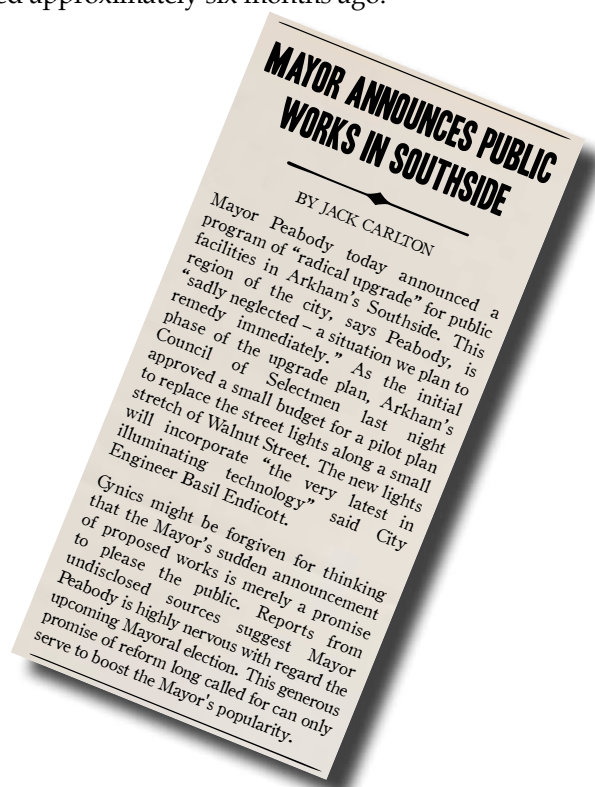 ed approximately six months ago.
MAYOR ANNOUNCES PUBLIC
WORKS IN SOUTHSIDE
BY JACK CARLTON
Mayor Peabody today announced a
program of “radical upgrade” for public
facilities in Arkham's Southside. This
region of the city, says Peabody, is
“sadly neglected – a situation we plan to
remedy immediately.” As the initial
phase of the upgrade plan, Arkham's
Council of Selectmen last night
approved a small budget for a pilot plan
to replace the street lights along a small
stretch of Walnut Street. The new lights
will incorporate “the very latest in
illuminating technology” said City
Engineer Basil Endicott.
Cynics might be forgiven for thinking
that the Mayor's sudden announcement
of proposed works is merely a promise
to please the public. Reports from
undisclosed sources suggest Mayor
Peabody is highly nervous with regard the
upcoming Mayoral election. This generous
promise of reform long called for can only
serve to boost the Mayor's popularity.